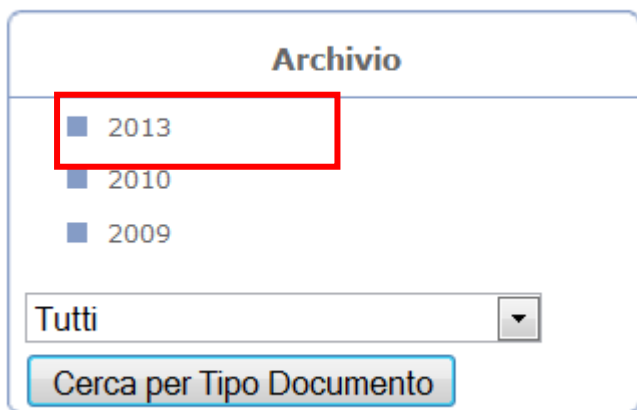 Archivio
2013
2010
2009
Tutti
Cerca per Tipo Documento